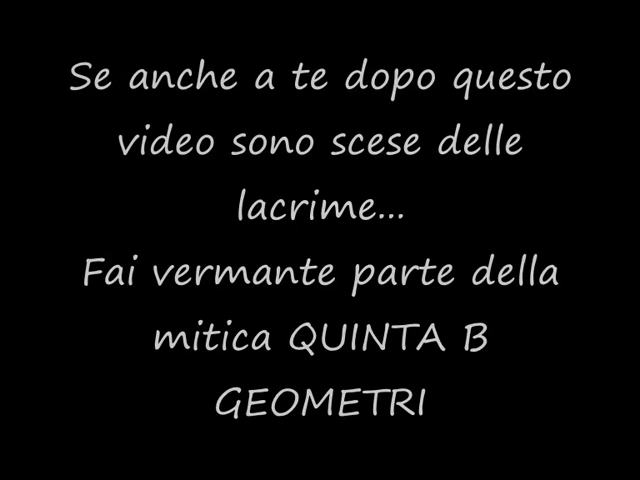 Se anche a te dopo questo
video sono scese delle
lacrime...
Fai vermante parte della
mitica QUINTA B
GEOMETRI